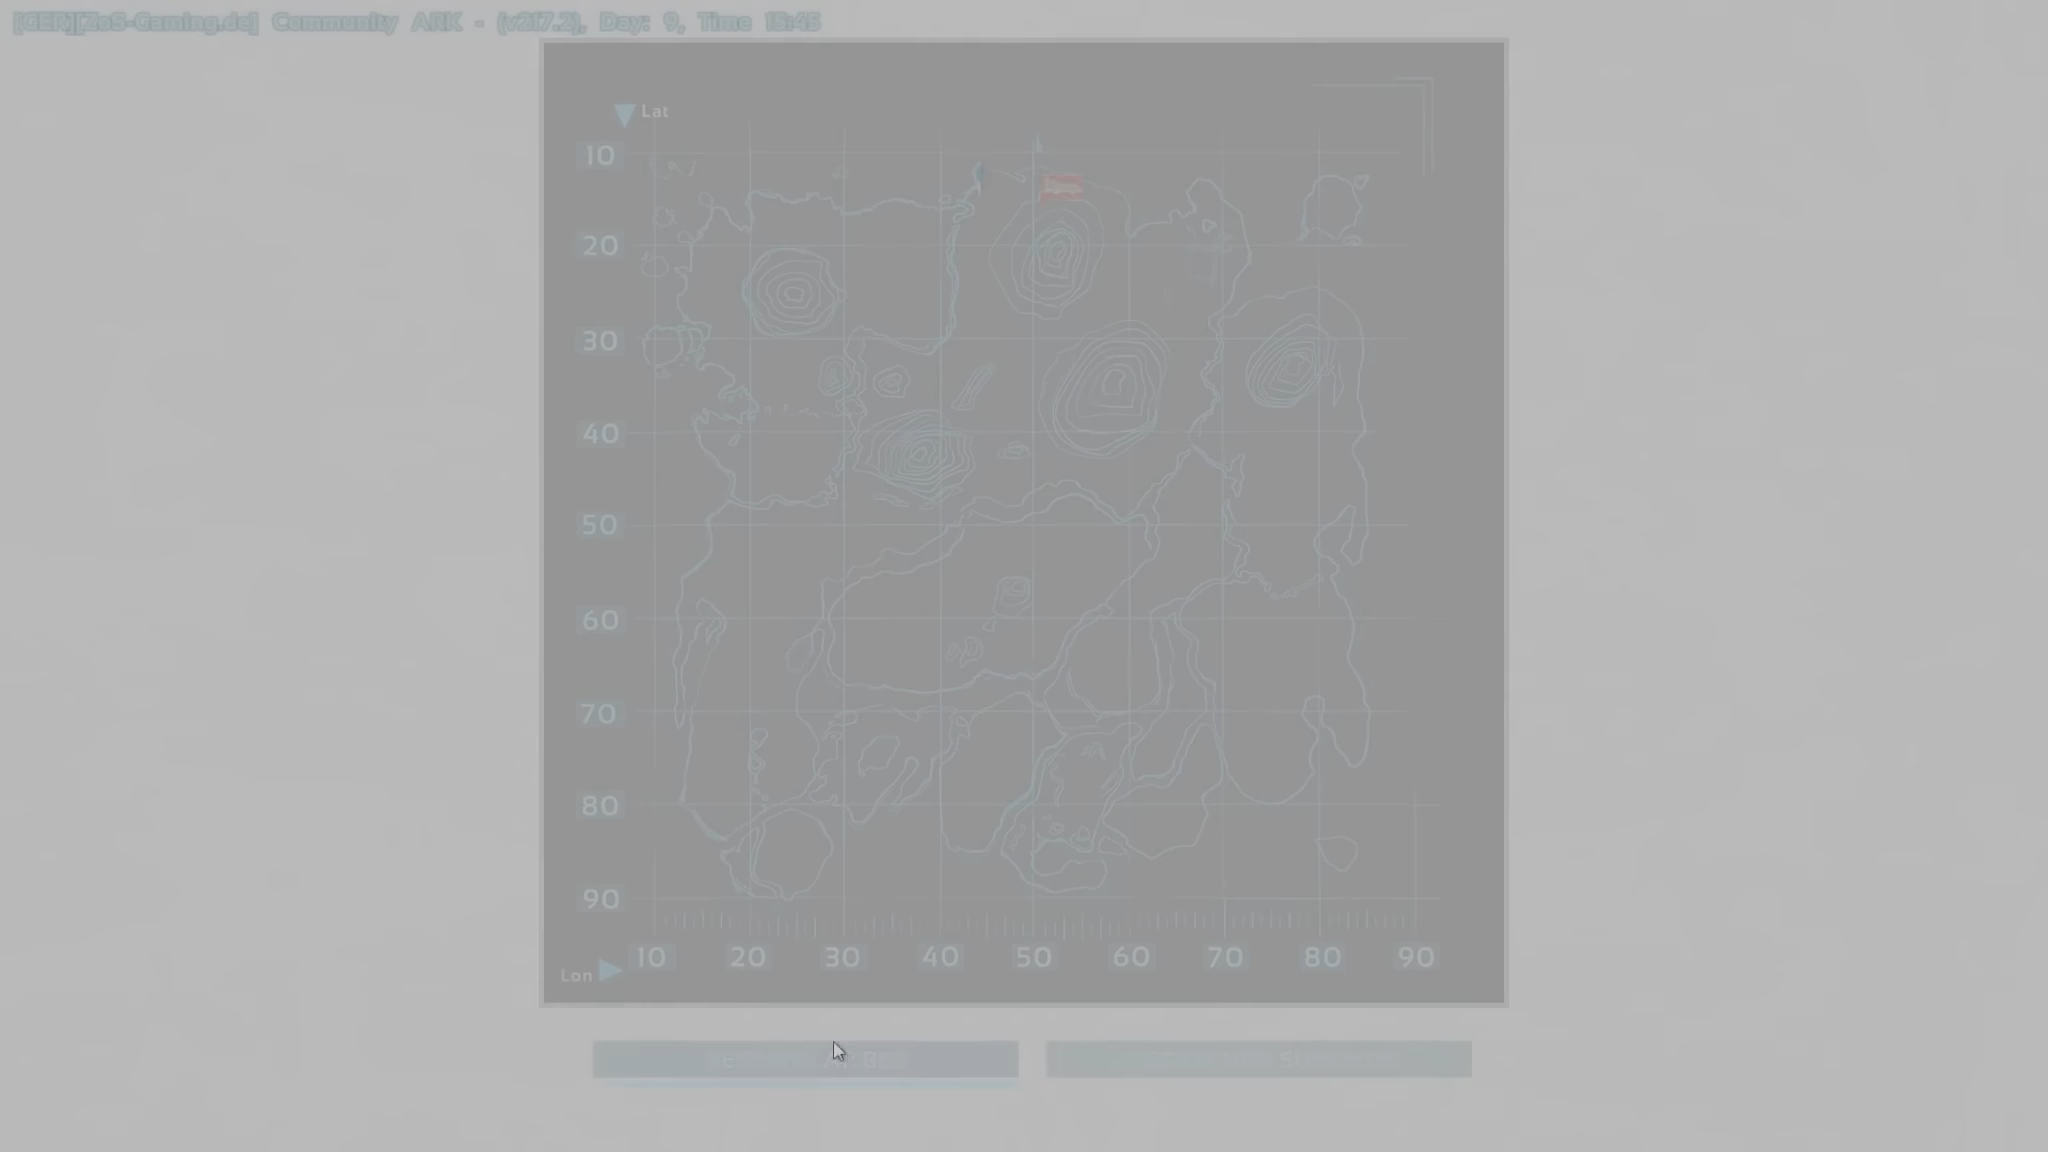 [GER][ZoS-Gaming.de] Community ARK - (v217.2), Day: 9, Time 15:45
Lat
10
20
30
40
50
60
70
80
90
10 20 30 40 50 60 70 80 90
Lon